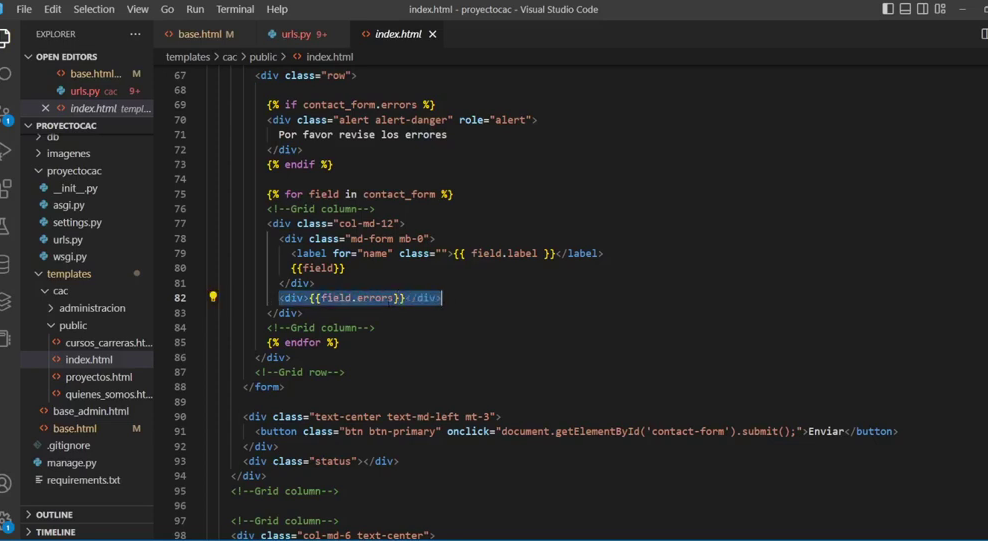 File Edit Selection View Go Run Terminal Help
index.html - proyectocac - Visual Studio Code
EXPLORER ...
OPEN EDITORS
base.html... M
urls.py cac 9+
index.html templ...
PROYECTOCAC
db
imagenes
proyectocac
__init__.py
asgi.py
settings.py
urls.py
wsgi.py
templates
cac
administracion
public
cursos_carreras.ht...
index.html
proyectos.html
quienes_somos.ht...
base_admin.html
base.html M
.gitignore
manage.py
requirements.txt
OUTLINE
TIMELINE
1
1
base.html M urls.py 9+ index.html
templates > cac > public > index.html
67 <div class="row">
68
69 {% if contact_form.errors %}
70 <div class="alert alert-danger" role="alert">
71 Por favor revise los errores
72 </div>
73 {% endif %}
74
75 {% for field in contact_form %}
76 <!--Grid column-->
77 <div class="col-md-12">
78 <div class="md-form mb-0">
79 <label for="name" class="">{{ field.label }}</label>
80 {{field}}
81 </div>
82 <div>{{field.errors}}</div>
83 </div>
84 <!--Grid column-->
85 {% endfor %}
86 </div>
87 <!--Grid row-->
88 </form>
89
90 <div class="text-center text-md-left mt-3">
91 <button class="btn btn-primary" onclick="document.getElementById('contact-form').submit();">Enviar</button>
92 </div>
93 <div class="status"></div>
94 </div>
95 <!--Grid column-->
96
97 <!--Grid column-->
98 <div class="col-md-6 text-center">